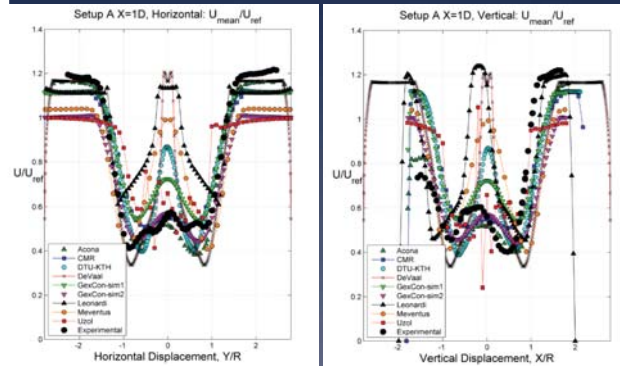 Setup A X=1D, Horizontal: U_mean/U_ref
1.4
1.2
1
0.8
U/U_ref
0.6
0.4
0.2
0
-2
-1
0
1
2
Horizontal Displacement, Y/R
Acona
CMR
DTU-KTH
DeVaal
GexCon-sim1
GexCon-sim2
Leonardi
Meventus
Uzol
Experimental
Setup A X=1D, Vertical: U_mean/U_ref
1.4
1.2
1
0.8
U/U_ref
0.6
0.4
0.2
0
-3
-2
-1
0
1
2
3
Vertical Displacement, X/R
Acona
CMR
DTU-KTH
DeVaal
GexCon-sim1
GexCon-sim2
Leonardi
Meventus
Uzol
Experimental